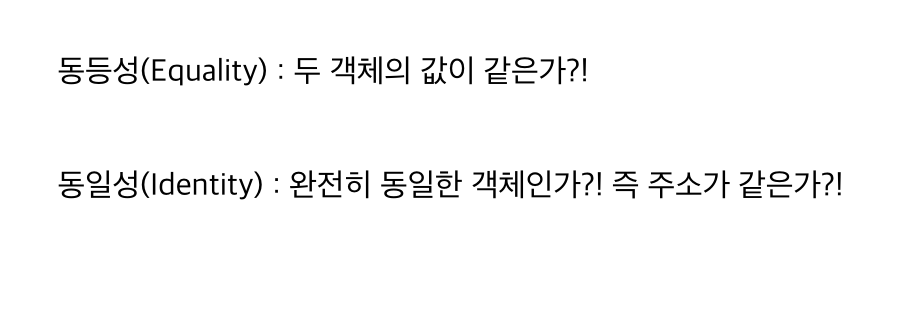 동등성(Equality) : 두 객체의 값이 같은가?!
동일성(Identity) : 완전히 동일한 객체인가?! 즉 주소가 같은가?!